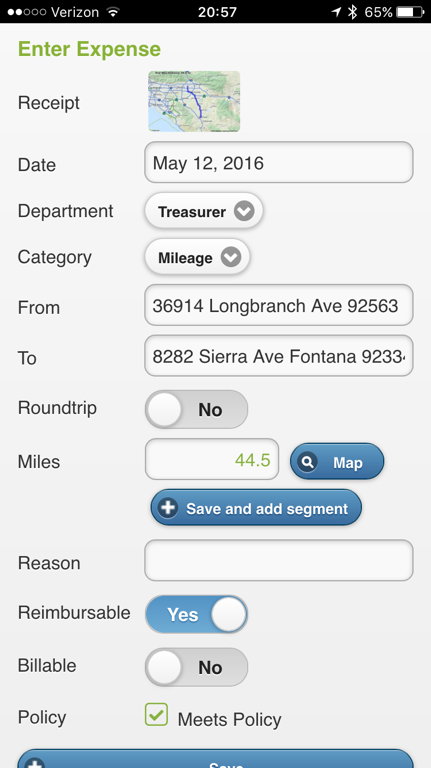 Verizon 20:57 65%
Enter Expense
Receipt
Date May 12, 2016
Department Treasurer
Category Mileage
From 36914 Longbranch Ave 92563
To 8282 Sierra Ave Fontana 9233
Roundtrip No
Miles 44.5 Map
Save and add segment
Reason
Reimbursable Yes
Billable No
Policy Meets Policy
Save